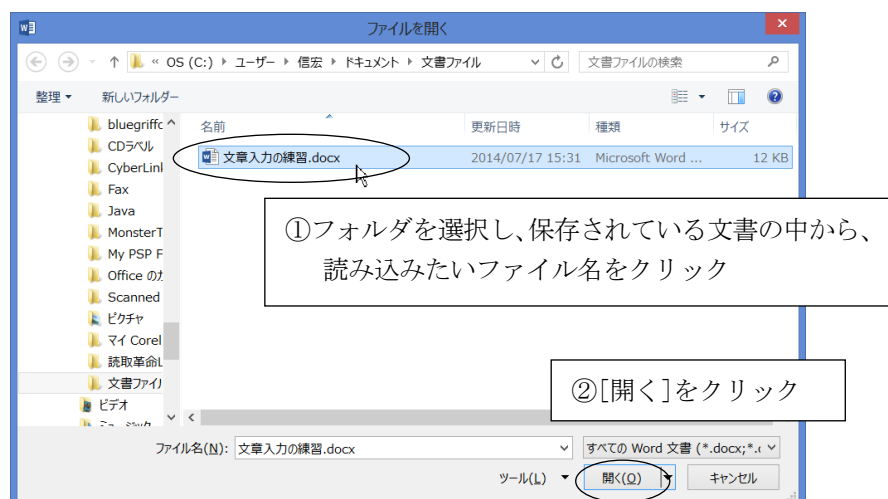 ファイルを開く
« OS (C:) ユーザー 信宏 ドキュメント 文書ファイル 文書ファイルの検索
整理 新しいフォルダー
名前 更新日時 種類 サイズ
bluegriffc
CDラベル
文章入力の練習.docx 2014/07/17 15:31 Microsoft Word ... 12 KB
CyberLinl
Fax
Java
MonsterT
My PSP F
Office のカ
Scanned
ピクチャ
マイ Corel
読取革命L
文書ファイル
ビデオ
①フォルダを選択し、保存されている文書の中から、
読み込みたいファイル名をクリック
②[開く]をクリック
ファイル名(N): 文章入力の練習.docx すべての Word 文書 (*.docx;*.c
ツール(L) 開く(O) キャンセル